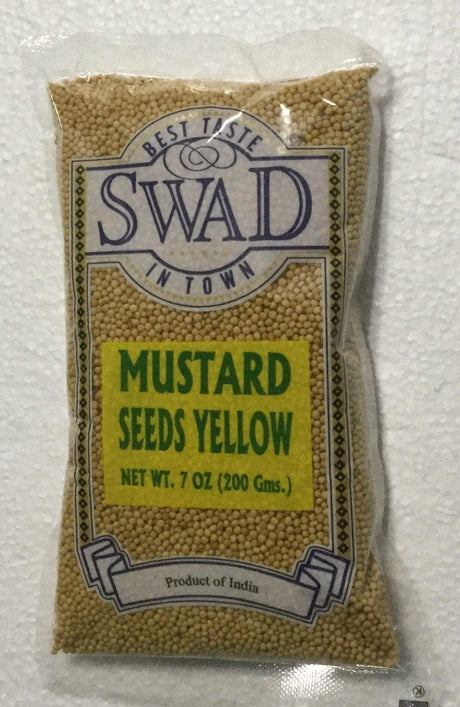 BEST TASTE
SWAD
®
IN TOWN
MUSTARD
SEEDS YELLOW
NET WT. 7 OZ (200 Gms.)
Product of India
®